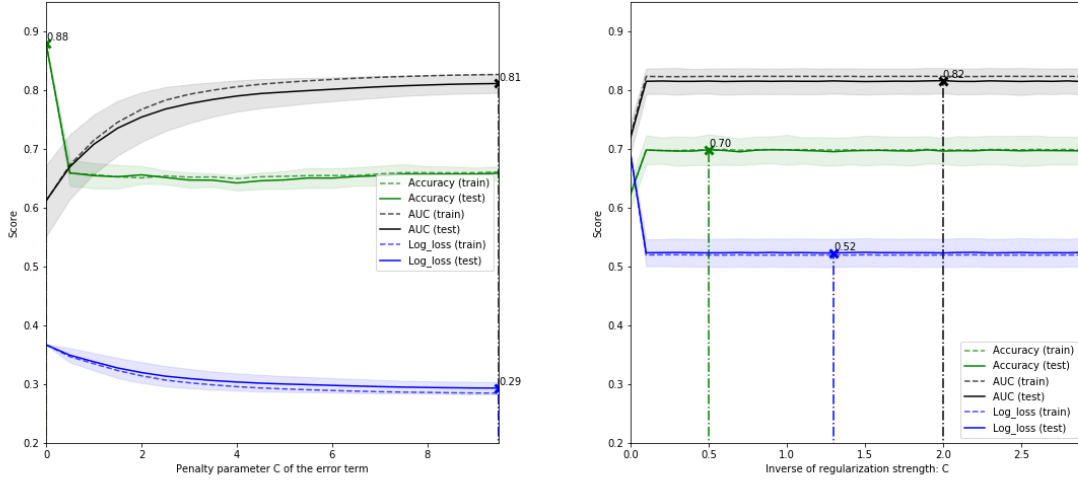 0.9
0.8
0.7
0.6
0.5
0.4
0.3
0.2
Score
0.88
0.81
0.29
Accuracy (train)
Accuracy (test)
AUC (train)
AUC (test)
Log_loss (train)
Log_loss (test)
0 2 4 6 8
Penalty parameter C of the error term
0.9
0.8
0.7
0.6
0.5
0.4
0.3
0.2
Score
0.82
0.70
0.52
Accuracy (train)
Accuracy (test)
AUC (train)
AUC (test)
Log_loss (train)
Log_loss (test)
0.0 0.5 1.0 1.5 2.0 2.5
Inverse of regularization strength: C